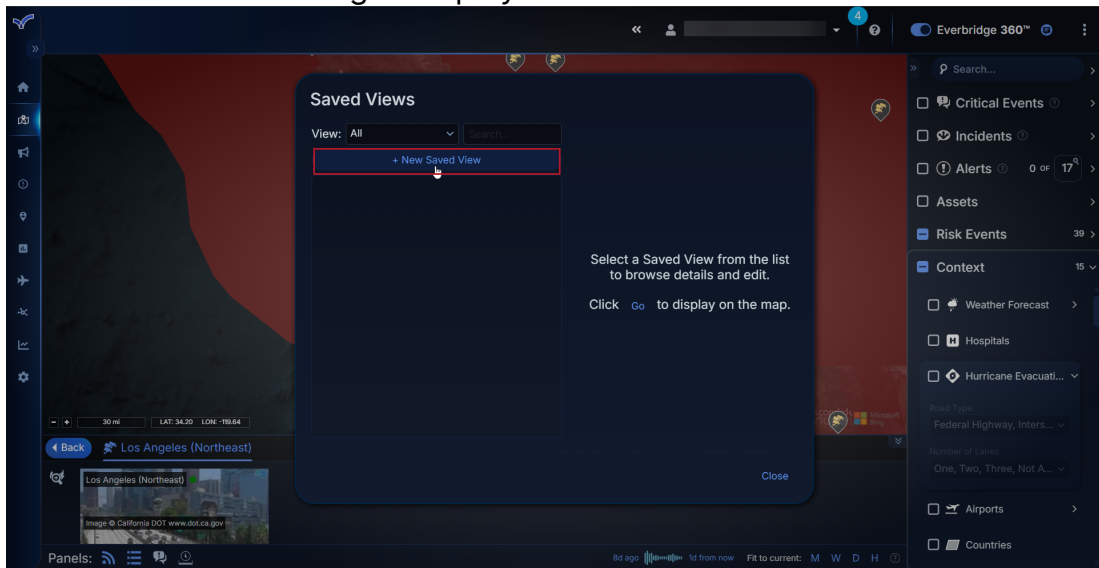 4
Everbridge 360™
Search...
Saved Views
View: All
Search...
+ New Saved View
Select a Saved View from the list
to browse details and edit.
Click Go to display on the map.
Close
Critical Events
Incidents
Alerts 0 OF 17
Assets
Risk Events 39
Context 15
Weather Forecast
H Hospitals
Hurricane Evacuati...
Road Type
Federal Highway, Inters...
Number of Lanes
One, Two, Three, Not A...
Airports
Countries
- + 30 mi LAT: 34.20 LON: -119.64
Microsoft
Bing
Back Los Angeles (Northeast)
Los Angeles (Northeast)
Image © California DOT www.dot.ca.gov
Panels:
8d ago 1d from now Fit to current: M W D H